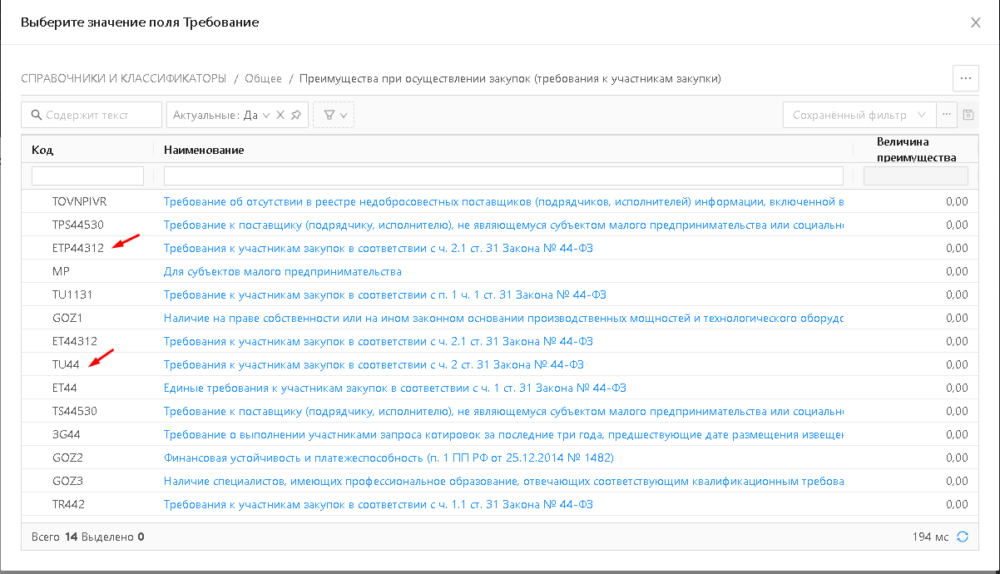 Выберите значение поля Требование
СПРАВОЧНИКИ И КЛАССИФИКАТОРЫ / Общее / Преимущества при осуществлении закупок (требования к участникам закупки)
Содержит текст Актуальные: Да Сохранённый фильтр
Код Наименование Величина преимущества
TOVNPIVR Требование об отсутствии в реестре недобросовестных поставщиков (подрядчиков, исполнителей) информации, включенной в 0,00
TPS44530 Требование к поставщику (подрядчику, исполнителю), не являющемуся субъектом малого предпринимательства или социальн 0,00
ETP44312 Требования к участникам закупок в соответствии с ч. 2.1 ст. 31 Закона № 44-ФЗ 0,00
MP Для субъектов малого предпринимательства 0,00
TU1131 Требование к участникам закупок в соответствии с п. 1 ч. 1 ст. 31 Закона № 44-ФЗ 0,00
GOZ1 Наличие на праве собственности или на ином законном основании производственных мощностей и технологического оборудо 0,00
ET44312 Требования к участникам закупок в соответствии с ч. 2.1 ст. 31 Закона № 44-ФЗ 0,00
TU44 Требования к участникам закупок в соответствии с ч. 2 ст. 31 Закона № 44-ФЗ 0,00
ET44 Единые требования к участникам закупок в соответствии с ч. 1 ст. 31 Закона № 44-ФЗ 0,00
TS44530 Требование к поставщику (подрядчику, исполнителю), не являющемуся субъектом малого предпринимательства или социальн 0,00
3G44 Требование о выполнении участниками запроса котировок за последние три года, предшествующие дате размещения извещен 0,00
GOZ2 Финансовая устойчивость и платежеспособность (п. 1 ПП РФ от 25.12.2014 № 1482) 0,00
GOZ3 Наличие специалистов, имеющих профессиональное образование, отвечающих соответствующим квалификационным требова 0,00
TR442 Требования к участникам закупок в соответствии с ч. 1.1 ст. 31 Закона № 44-ФЗ 0,00
Всего 14 Выделено 0 194 мс